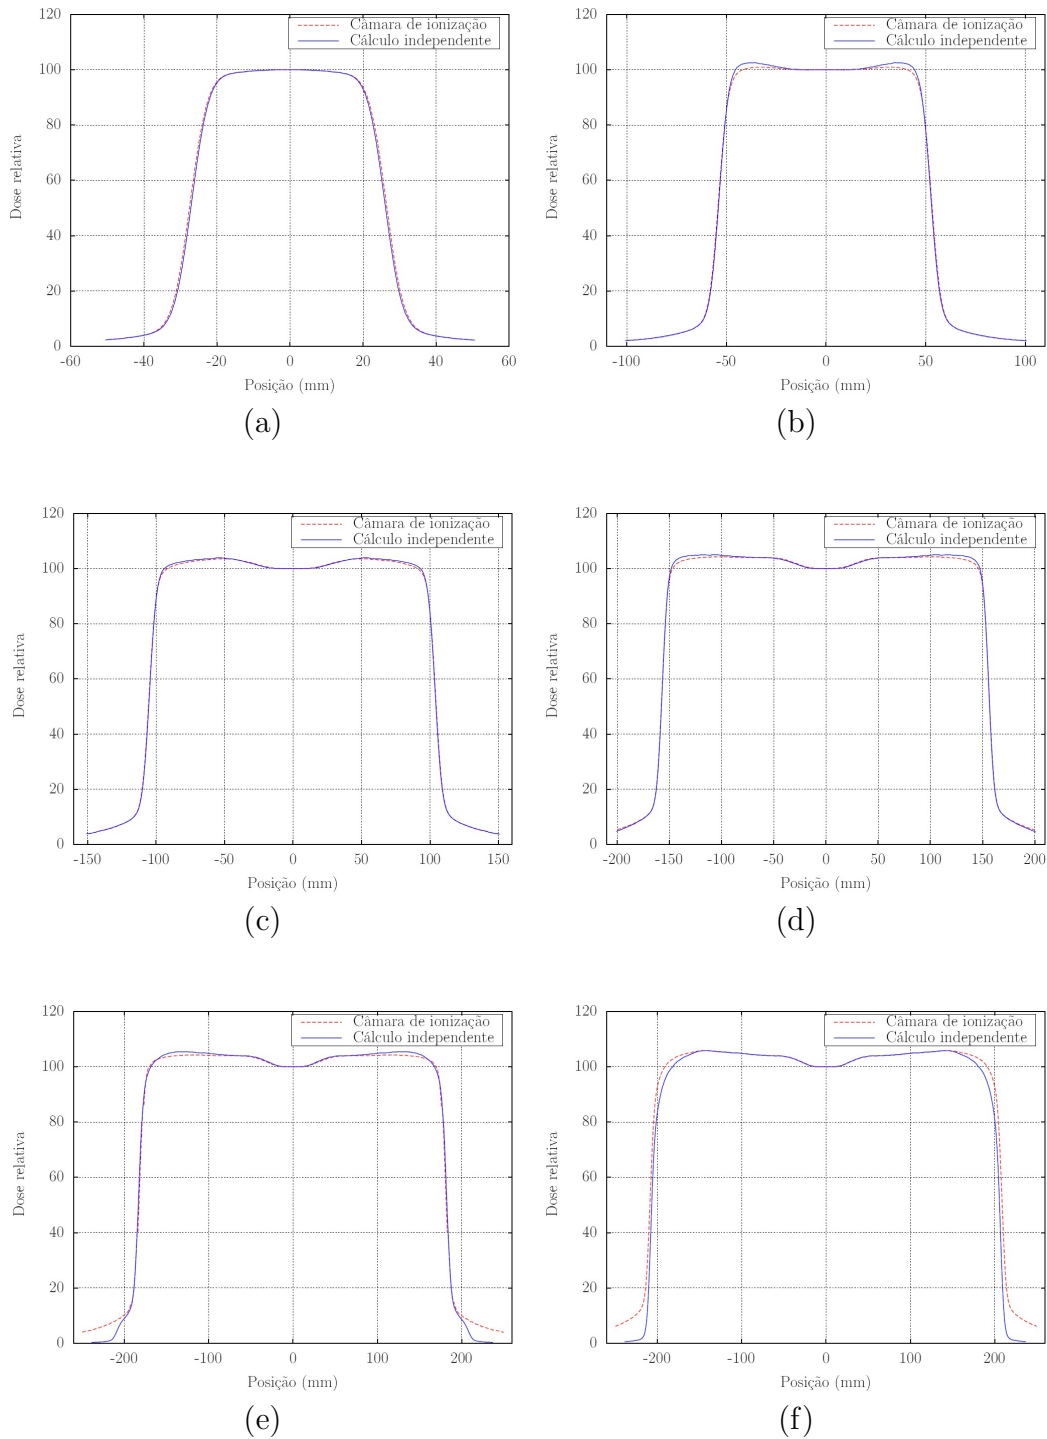 120
100
80
60
40
20
0
-60 -40 -20 0 20 40 60
Dose relativa
Posição (mm)
Câmara de ionização
Cálculo independente
(a)
120
100
80
60
40
20
0
-100 -50 0 50 100
Dose relativa
Posição (mm)
Câmara de ionização
Cálculo independente
(b)
120
100
80
60
40
20
0
-150 -100 -50 0 50 100 150
Dose relativa
Posição (mm)
Câmara de ionização
Cálculo independente
(c)
120
100
80
60
40
20
0
-200 -150 -100 -50 0 50 100 150 200
Dose relativa
Posição (mm)
Câmara de ionização
Cálculo independente
(d)
120
100
80
60
40
20
0
-200 -100 0 100 200
Dose relativa
Posição (mm)
Câmara de ionização
Cálculo independente
(e)
120
100
80
60
40
20
0
-200 -100 0 100 200
Dose relativa
Posição (mm)
Câmara de ionização
Cálculo independente
(f)